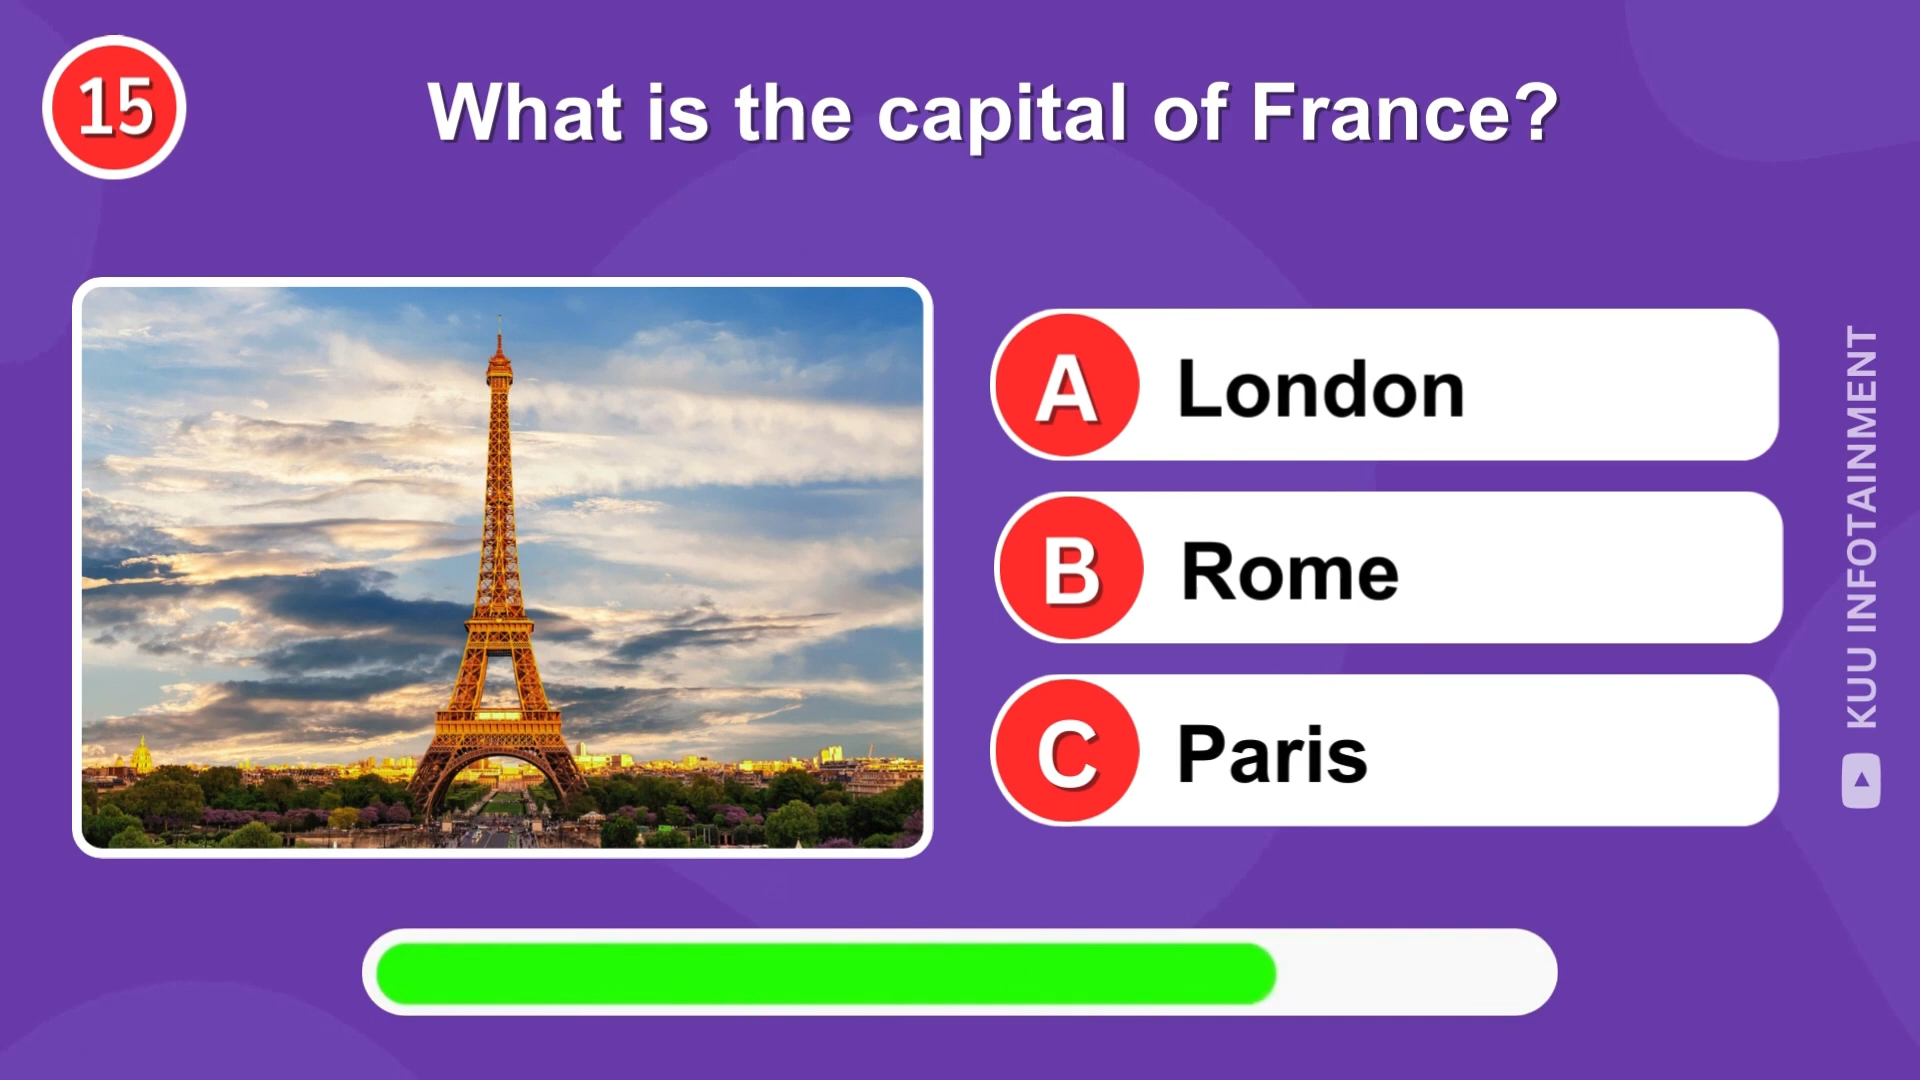 15
What is the capital of France?
A London
B Rome
C Paris
KUU INFOTAINMENT